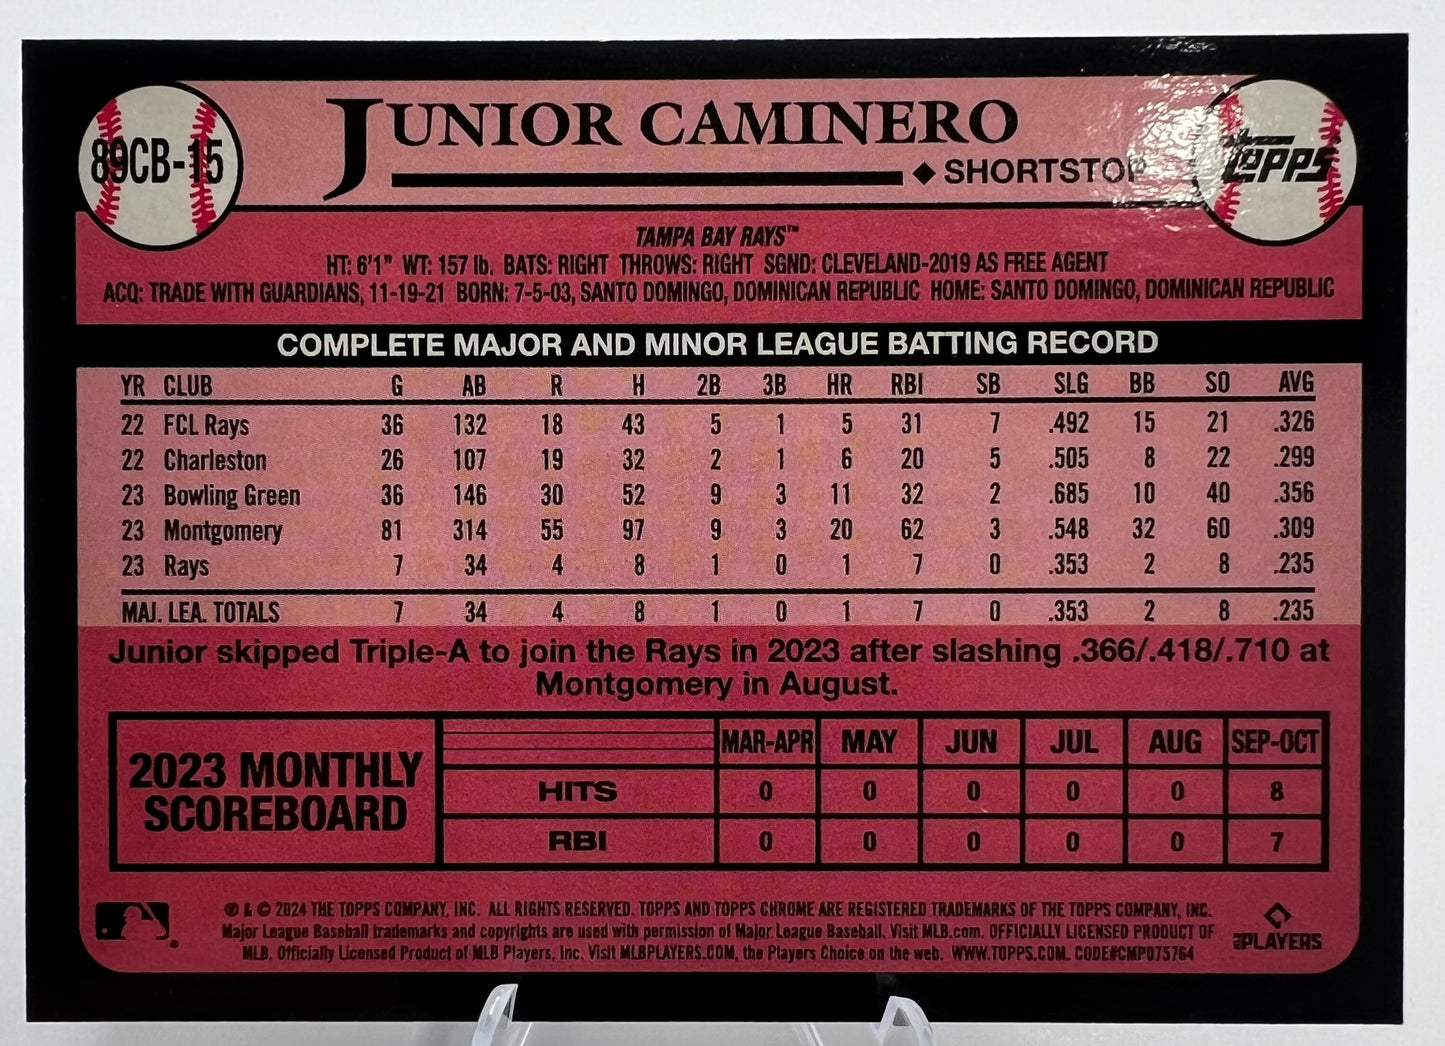 89CB-15
JUNIOR CAMINERO
◆ SHORTSTOP
TOPPS
TAMPA BAY RAYS™
HT: 6'1" WT: 157 lb. BATS: RIGHT THROWS: RIGHT SGND: CLEVELAND-2019 AS FREE AGENT
ACQ: TRADE WITH GUARDIANS, 11-19-21 BORN: 7-5-03, SANTO DOMINGO, DOMINICAN REPUBLIC HOME: SANTO DOMINGO, DOMINICAN REPUBLIC
COMPLETE MAJOR AND MINOR LEAGUE BATTING RECORD
YR CLUB G AB R H 2B 3B HR RBI SB SLG BB SO AVG
22 FCL Rays 36 132 18 43 5 1 5 31 7 .492 15 21 .326
22 Charleston 26 107 19 32 2 1 6 20 5 .505 8 22 .299
23 Bowling Green 36 146 30 52 9 3 11 32 2 .685 10 40 .356
23 Montgomery 81 314 55 97 9 3 20 62 3 .548 32 60 .309
23 Rays 7 34 4 8 1 0 1 7 0 .353 2 8 .235
MAJ. LEA. TOTALS 7 34 4 8 1 0 1 7 0 .353 2 8 .235
Junior skipped Triple-A to join the Rays in 2023 after slashing .366/.418/.710 at
Montgomery in August.
2023 MONTHLY
SCOREBOARD
MAR-APR MAY JUN JUL AUG SEP-OCT
HITS 0 0 0 0 0 8
RBI 0 0 0 0 0 7
® & © 2024 THE TOPPS COMPANY, INC. ALL RIGHTS RESERVED. TOPPS AND TOPPS CHROME ARE REGISTERED TRADEMARKS OF THE TOPPS COMPANY, INC.
Major League Baseball trademarks and copyrights are used with permission of Major League Baseball. Visit MLB.com. OFFICIALLY LICENSED PRODUCT OF
MLB. Officially Licensed Product of MLB Players, Inc. Visit MLBPLAYERS.COM, the Players Choice on the web. WWW.TOPPS.COM. CODE#CMP075764
MLB PLAYERS